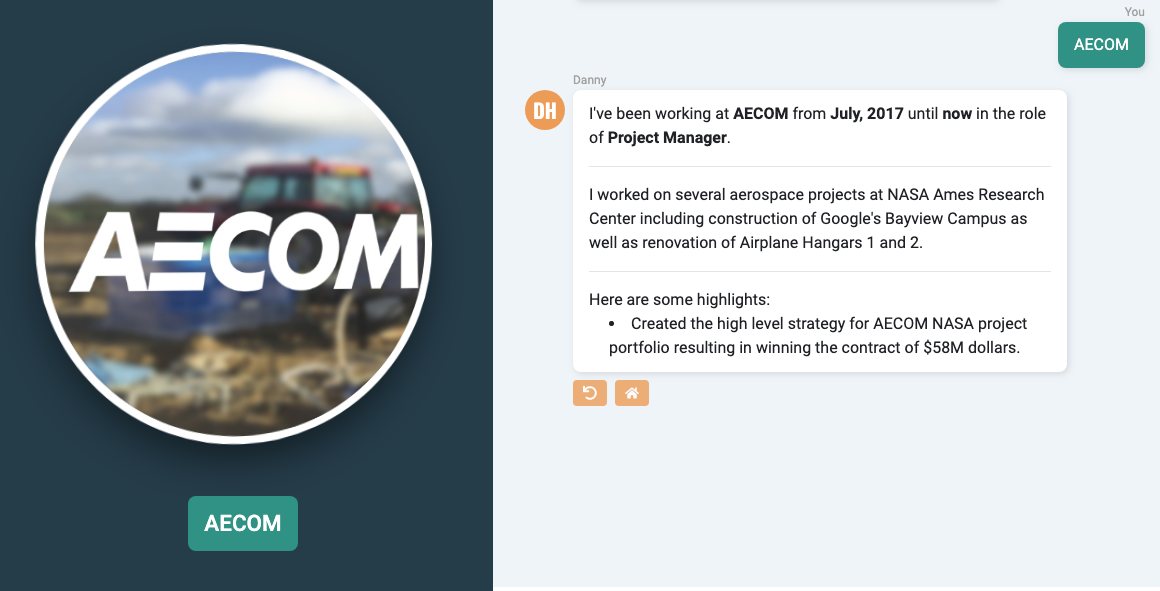 AECOM
AECOM
You
AECOM
Danny
DH
I've been working at AECOM from July, 2017 until now in the role
of Project Manager.
I worked on several aerospace projects at NASA Ames Research
Center including construction of Google's Bayview Campus as
well as renovation of Airplane Hangars 1 and 2.
Here are some highlights:
• Created the high level strategy for AECOM NASA project
portfolio resulting in winning the contract of $58M dollars.